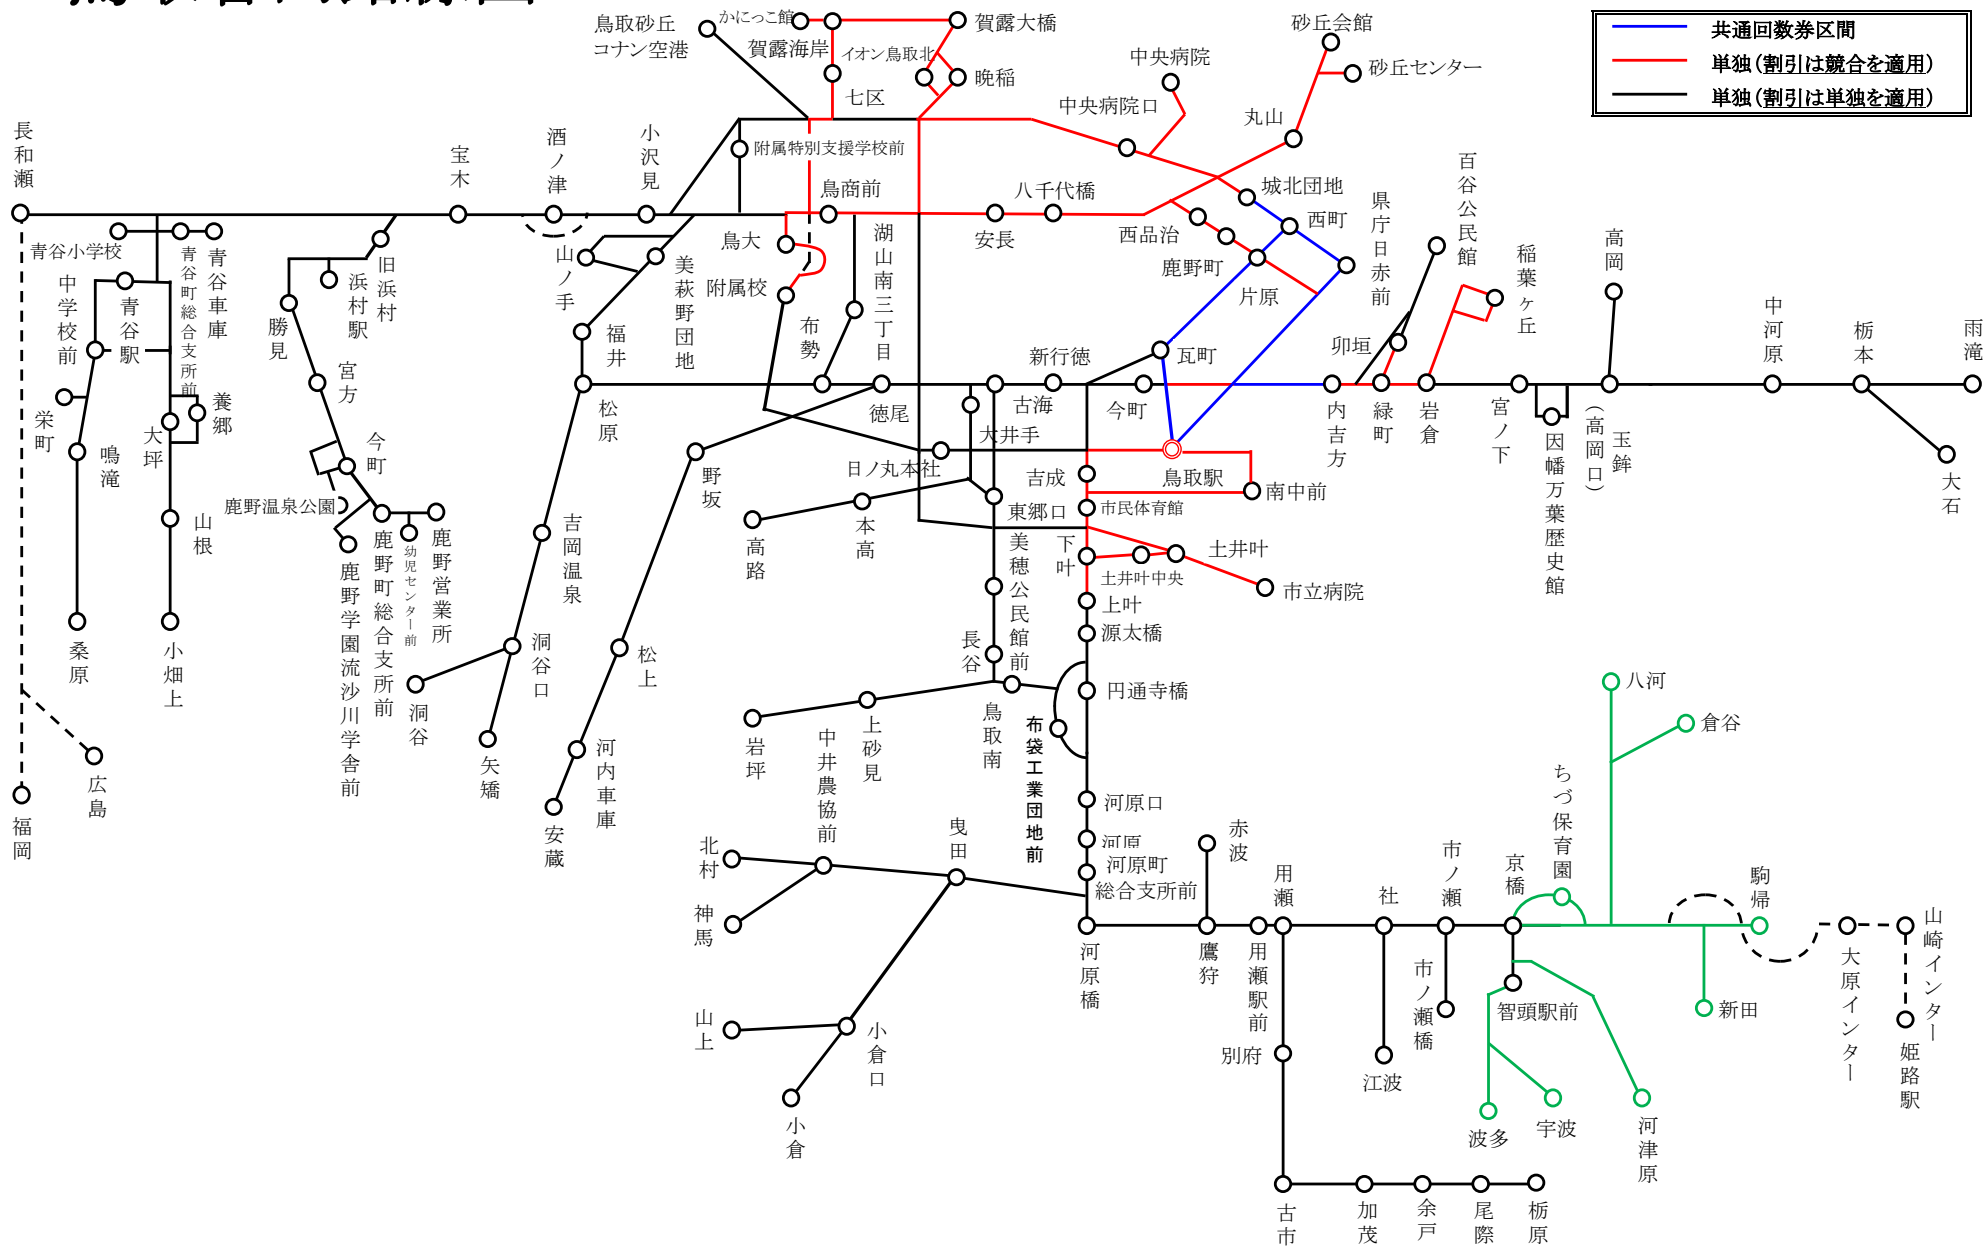 共通回数券区間
単独（割引は競合を適用）
単独（割引は単独を適用）
鳥取砂丘
コナン空港
かにっこ館
賀露海岸
イオン鳥取北
賀露大橋
七区
晩稲
中央病院
中央病院口
砂丘会館
砂丘センター
丸山
長和瀬
宝木
酒ノ津
小沢見
附属特別支援学校前
鳥商前
八千代橋
安長
城北団地
西町
県庁日赤前
百谷公民館
稲葉ヶ丘
高岡
西品治
鹿野町
片原
鳥大
附属校
湖山南三丁目
布勢
青谷小学校
青谷町総合支所前
青谷車庫
中学校前
青谷駅
旧浜村
浜村駅
勝見
宮方
山ノ手
美萩野団地
福井
松原
徳尾
古海
新行徳
今町
瓦町
内吉方
卯垣
緑町
岩倉
宮ノ下
因幡万葉歴史館
（高岡口）
玉鉾
中河原
栃本
雨滝
大石
栄町
鳴滝
大坪
養郷
今町
鹿野温泉公園
野坂
日ノ丸本社
大井手
吉成
鳥取駅
南中前
市民体育館
東郷口
本高
高路
山根
鹿野町総合支所前
幼児センター前
鹿野営業所
鹿野学園流沙川学舎前
吉岡温泉
下叶
土井叶中央
土井叶
市立病院
上叶
源太橋
美穂公民館前
長谷
桑原
小畑上
洞谷口
洞谷
矢矯
松上
河内車庫
安蔵
岩坪
上砂見
鳥取南
円通寺橋
布袋工業団地前
福岡
広島
中井農協前
北村
神馬
曳田
河原口
河原
河原町
総合支所前
河原橋
赤波
鷹狩
用瀬駅前
用瀬
社
市ノ瀬
市ノ瀬橋
京橋
ちづ保育園
八河
倉谷
駒帰
新田
大原インター
山崎インター
姫路駅
智頭駅前
山上
小倉口
小倉
別府
江波
波多
宇波
河津原
古市
加茂
余戸
尾際
栃原